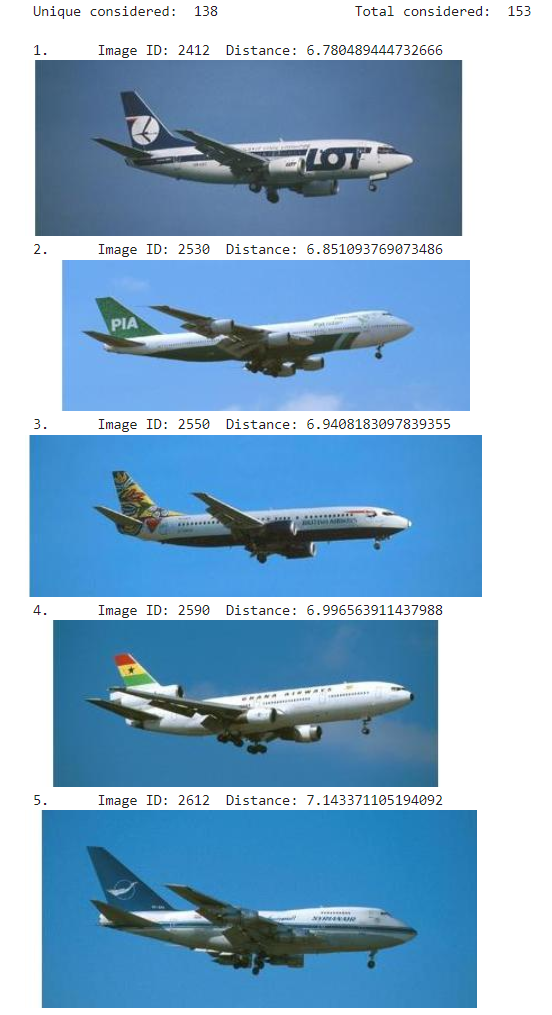 Unique considered:  138    Total considered:  153
1.    Image ID: 2412  Distance: 6.780489444732666
LOT
2.    Image ID: 2530  Distance: 6.851093769073486
PIA
3.    Image ID: 2550  Distance: 6.9408183097839355
BRITISH AIRWAYS
4.    Image ID: 2590  Distance: 6.996563911437988
GHANA AIRWAYS
5.    Image ID: 2612  Distance: 7.143371105194092
SYRIANAIR